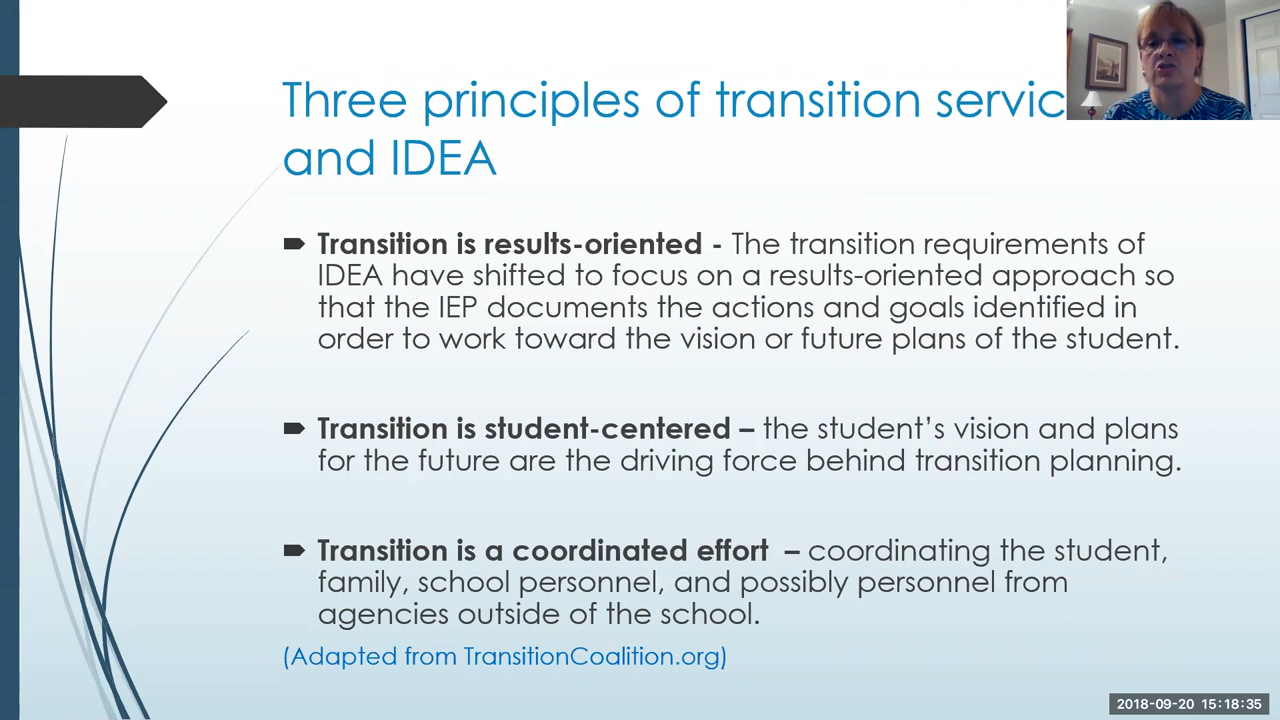 Three principles of transition servic
and IDEA
Transition is results-oriented - The transition requirements of
IDEA have shifted to focus on a results-oriented approach so
that the IEP documents the actions and goals identified in
order to work toward the vision or future plans of the student.
Transition is student-centered – the student’s vision and plans
for the future are the driving force behind transition planning.
Transition is a coordinated effort – coordinating the student,
family, school personnel, and possibly personnel from
agencies outside of the school.
(Adapted from TransitionCoalition.org)
2018-09-20 15:18:35